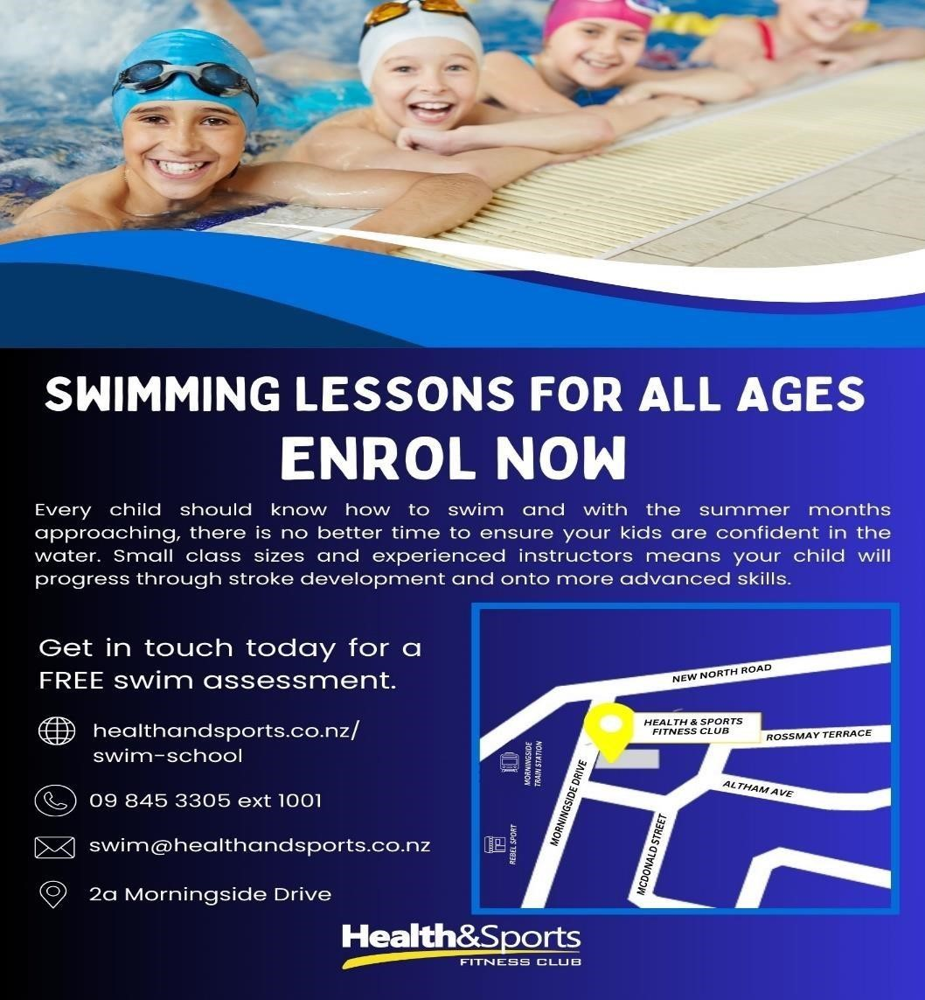 SWIMMING LESSONS FOR ALL AGES
ENROL NOW
Every child should know how to swim and with the summer months
approaching, there is no better time to ensure your kids are confident in the
water. Small class sizes and experienced instructors means your child will
progress through stroke development and onto more advanced skills.
Get in touch today for a
FREE swim assessment.
healthandsports.co.nz/
swim-school
09 845 3305 ext 1001
swim@healthandsports.co.nz
2a Morningside Drive
NEW NORTH ROAD
HEALTH & SPORTS
FITNESS CLUB
ROSSMAY TERRACE
MORNINGSIDE
TRAIN STATION
MORNINGSIDE DRIVE
ALTHAM AVE
REBEL SPORT
MCDONALD STREET
Health&Sports
FITNESS CLUB